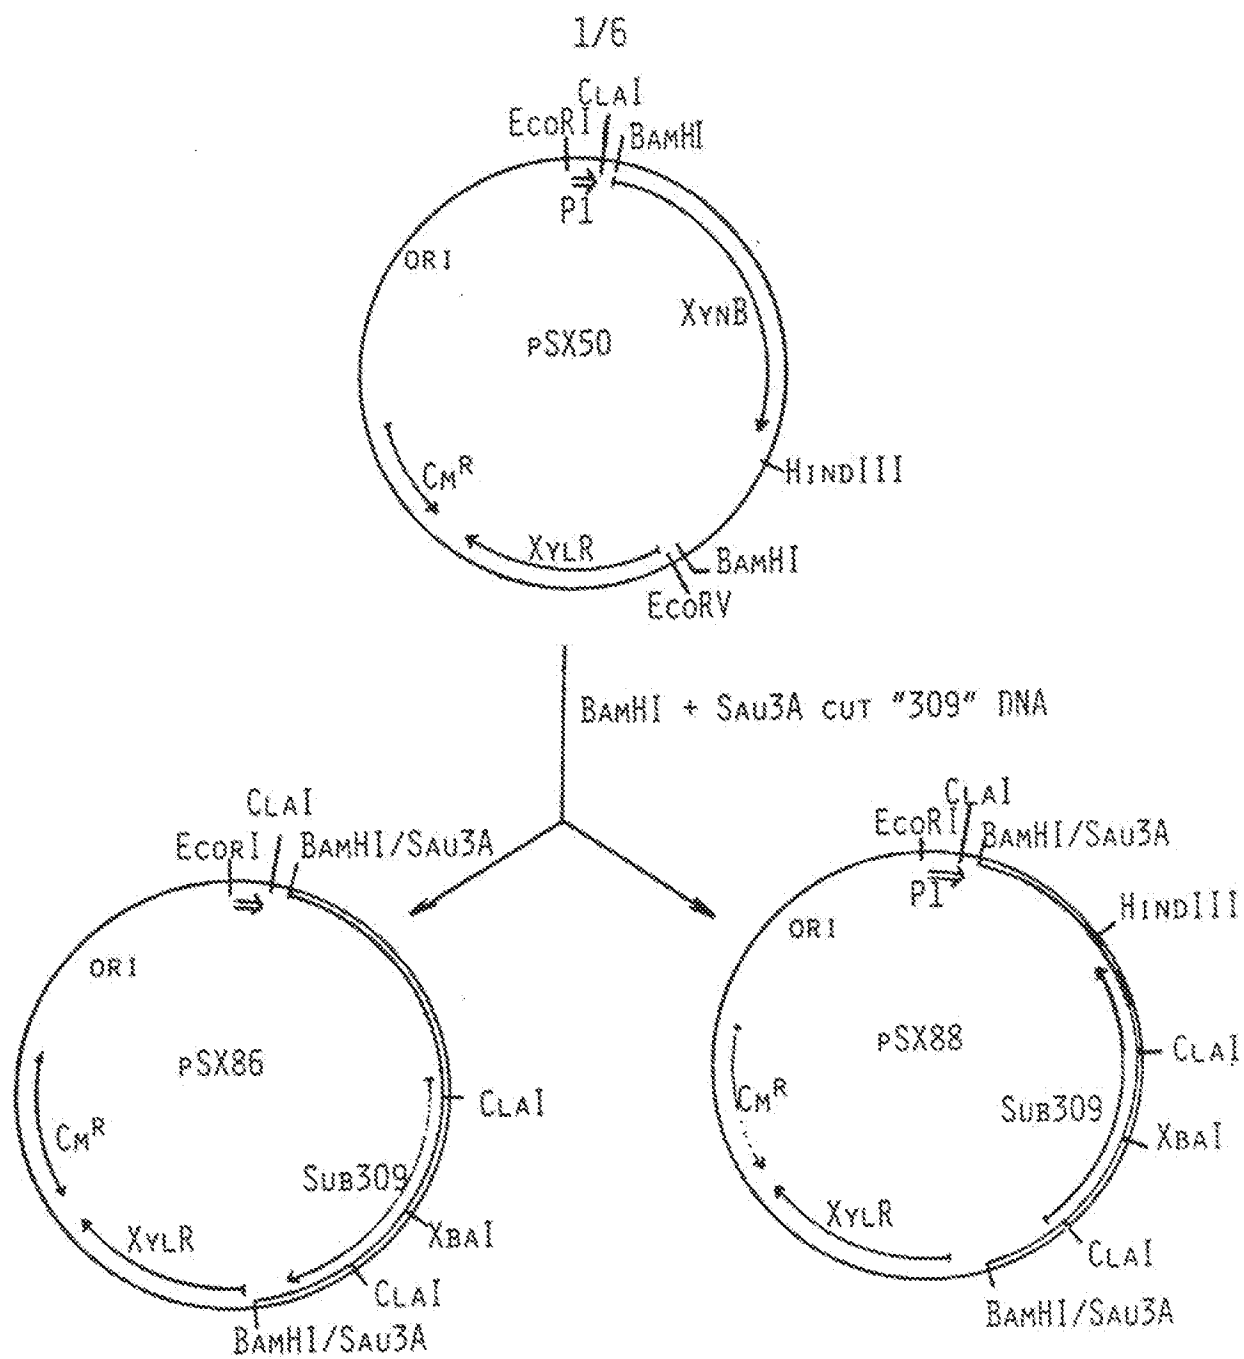 1/6
ClaI
EcoRI
BamHI
P1
ORI
XynB
pSX50
CmR
HindIII
XylR
BamHI
EcoRV
BamHI + Sau3A cut "309" DNA
ClaI
EcoRI
BamHI/Sau3A
ORI
pSX86
ClaI
CmR
Sub309
XylR
XbaI
ClaI
BamHI/Sau3A
ClaI
EcoRI
BamHI/Sau3A
P1
HindIII
ORI
pSX88
ClaI
CmR
Sub309
XbaI
XylR
ClaI
BamHI/Sau3A